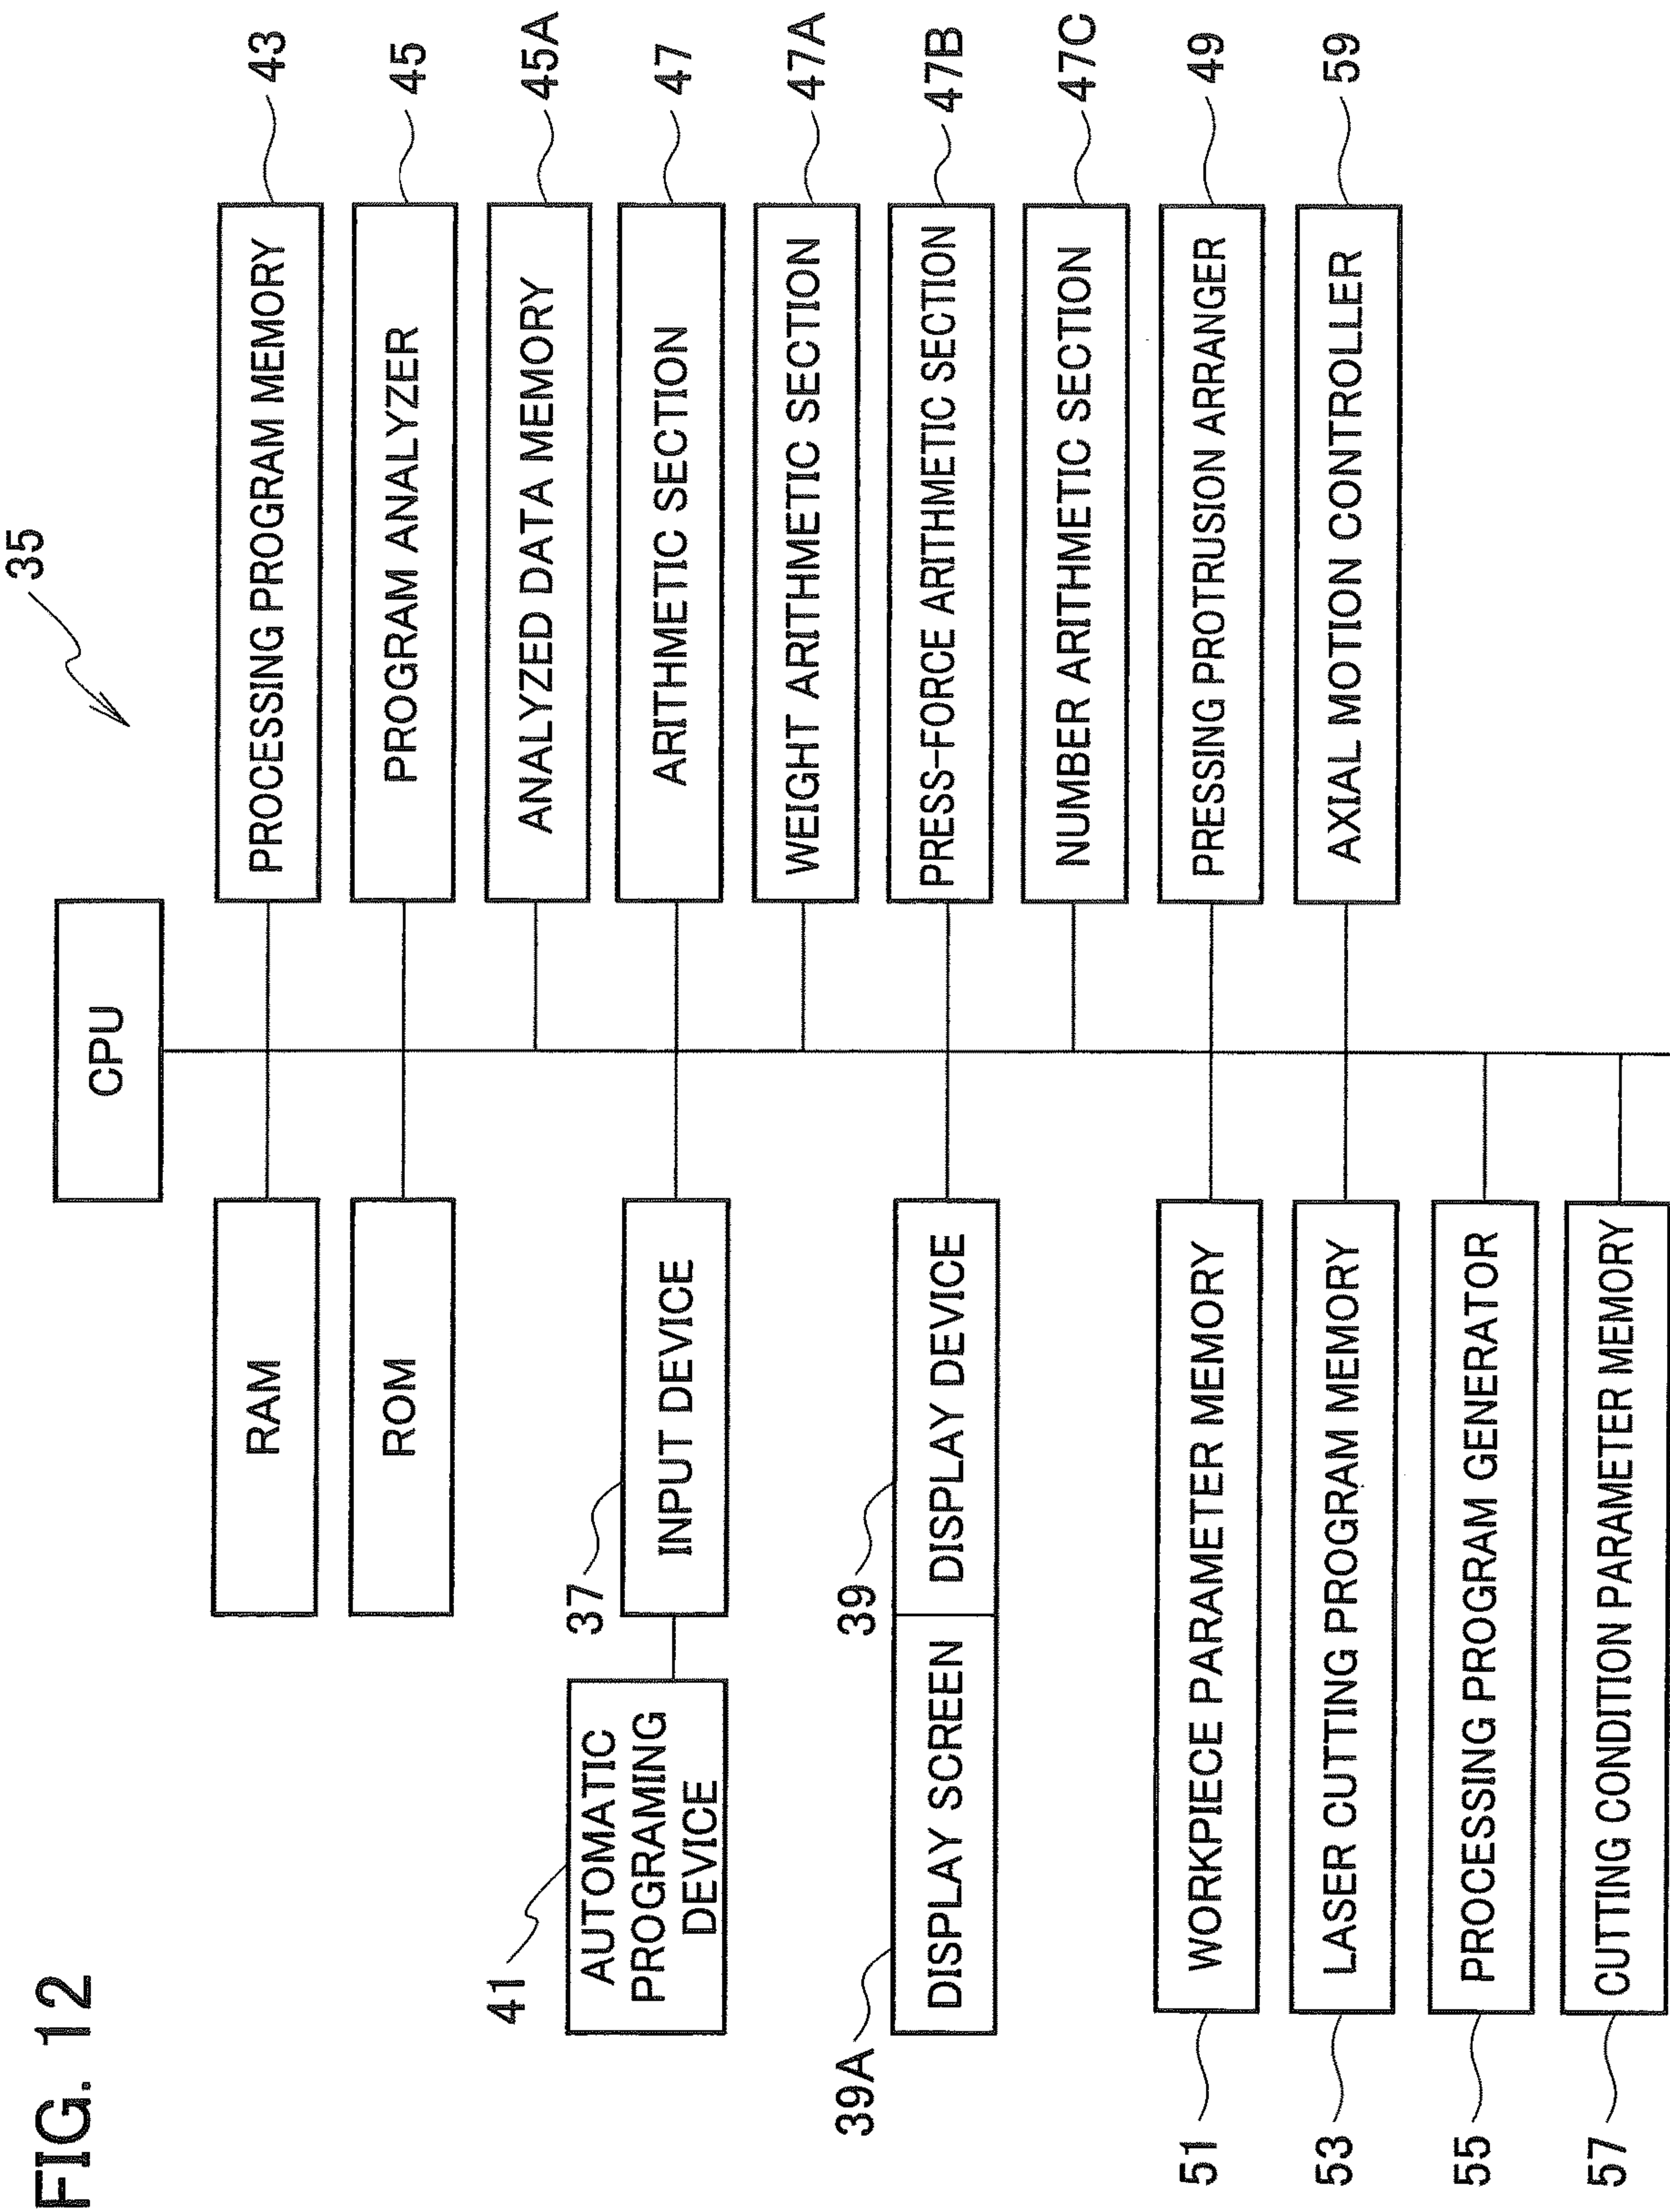 FIG. 12
35
CPU
RAM
ROM
37
INPUT DEVICE
41
AUTOMATIC
PROGRAMING
DEVICE
39
DISPLAY DEVICE
39A
DISPLAY SCREEN
51
WORKPIECE PARAMETER MEMORY
53
LASER CUTTING PROGRAM MEMORY
55
PROCESSING PROGRAM GENERATOR
57
CUTTING CONDITION PARAMETER MEMORY
PROCESSING PROGRAM MEMORY
43
PROGRAM ANALYZER
45
ANALYZED DATA MEMORY
45A
ARITHMETIC SECTION
47
WEIGHT ARITHMETIC SECTION
47A
PRESS-FORCE ARITHMETIC SECTION
47B
NUMBER ARITHMETIC SECTION
47C
PRESSING PROTRUSION ARRANGER
49
AXIAL MOTION CONTROLLER
59